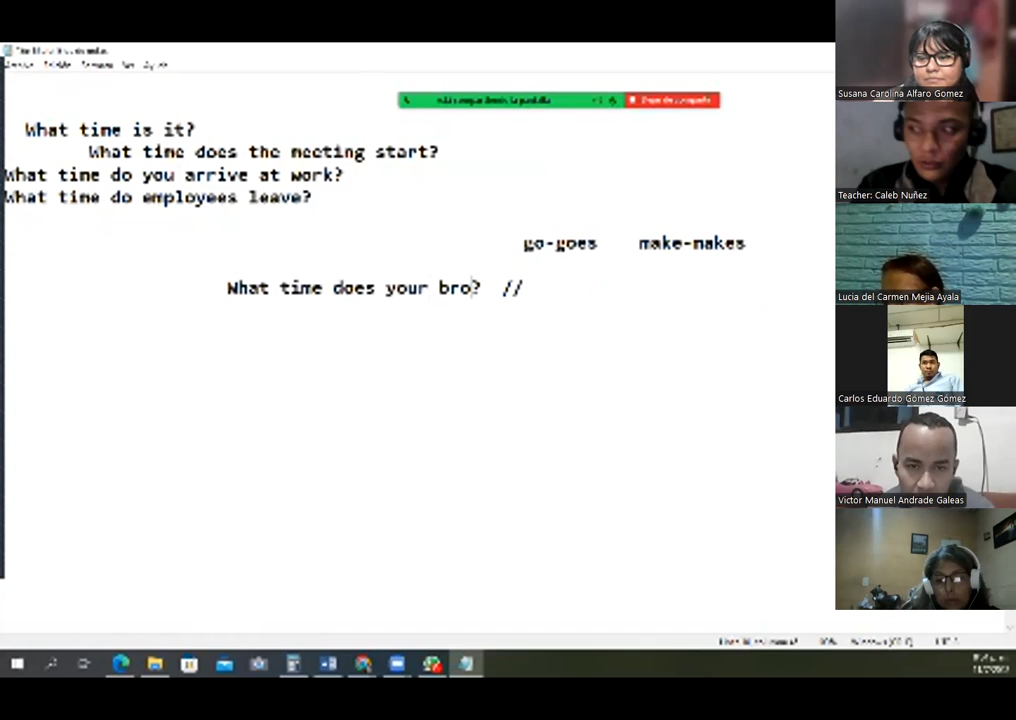 What time is it?
What time does the meeting start?
What time do you arrive at work?
What time do employees leave?
go-goes make-makes
What time does your bro? //
Susana Carolina Alfaro Gomez
Teacher: Caleb Nuñez
Lucia del Carmen Mejia Ayala
Carlos Eduardo Gómez Gómez
Victor Manuel Andrade Galeas